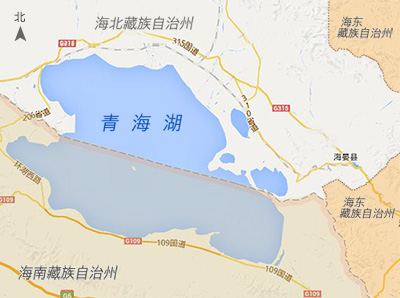 北
海北藏族自治州
海东
藏族自治州
G315
315国道
206省道
青海湖
310省道
G315
海晏县
环湖西路
海东
藏族自治州
G109
109国道
109国道
G109
海南藏族自治州
G109
G6